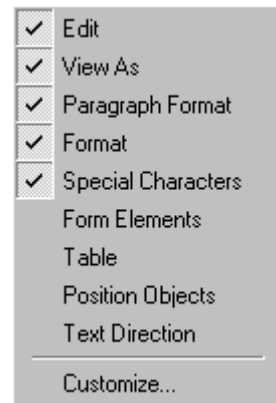 Edit
View As
Paragraph Format
Format
Special Characters
Form Elements
Table
Position Objects
Text Direction
Customize...